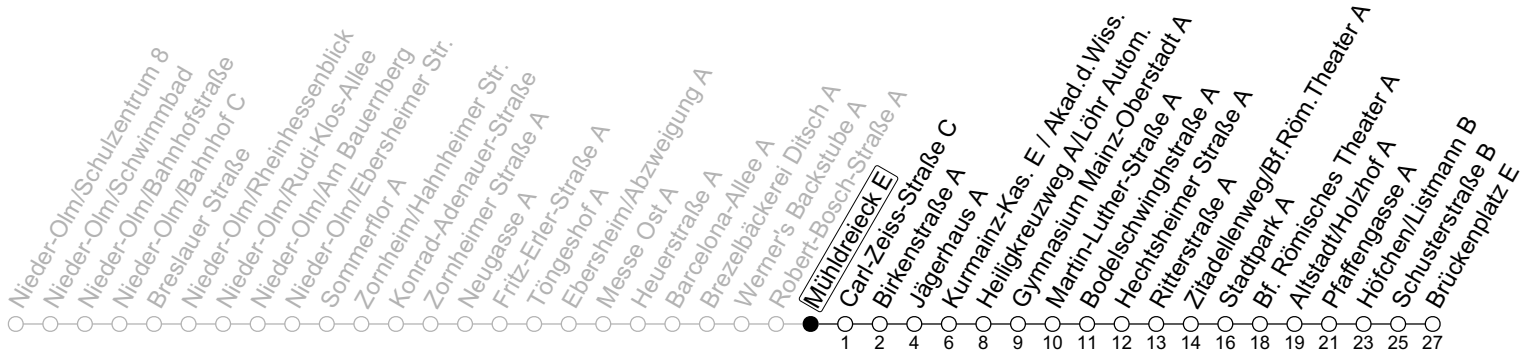 Nieder-Olm/Schulzentrum 8
Nieder-Olm/Schwimmbad
Nieder-Olm/Bahnhofstraße
Nieder-Olm/Bahnhof C
Breslauer Straße
Nieder-Olm/Rheinhessenblick
Nieder-Olm/Rudi-Klos-Allee
Nieder-Olm/Am Bauernberg
Nieder-Olm/Ebersheimer Str.
Sommerflor A
Zornheim/Hahnheimer Str.
Konrad-Adenauer-Straße
Zornheimer Straße A
Neugasse A
Fritz-Erler-Straße A
Töngeshof A
Ebersheim/Abzweigung A
Messe Ost A
Heuerstraße A
Barcelona-Allee A
Brezelbäckerei Ditsch A
Werner's Backstube A
Robert-Bosch-Straße A
Mühldreieck E
Carl-Zeiss-Straße C
Birkenstraße A
Jägerhaus A
Kurmainz-Kas. E / Akad.d.Wiss.
Heiligkreuzweg A/Löhr Autom.
Gymnasium Mainz-Oberstadt A
Martin-Luther-Straße A
Bodelschwinghstraße A
Hechtsheimer Straße A
Ritterstraße A
Zitadellenweg/Bf.Röm.Theater A
Stadtpark A
Bf. Römisches Theater A
Altstadt/Holzhof A
Pfaffengasse A
Höfchen/Listmann B
Schusterstraße B
Brückenplatz E
1 2 4 6 8 9 10 11 12 13 14 16 18 19 21 23 25 27